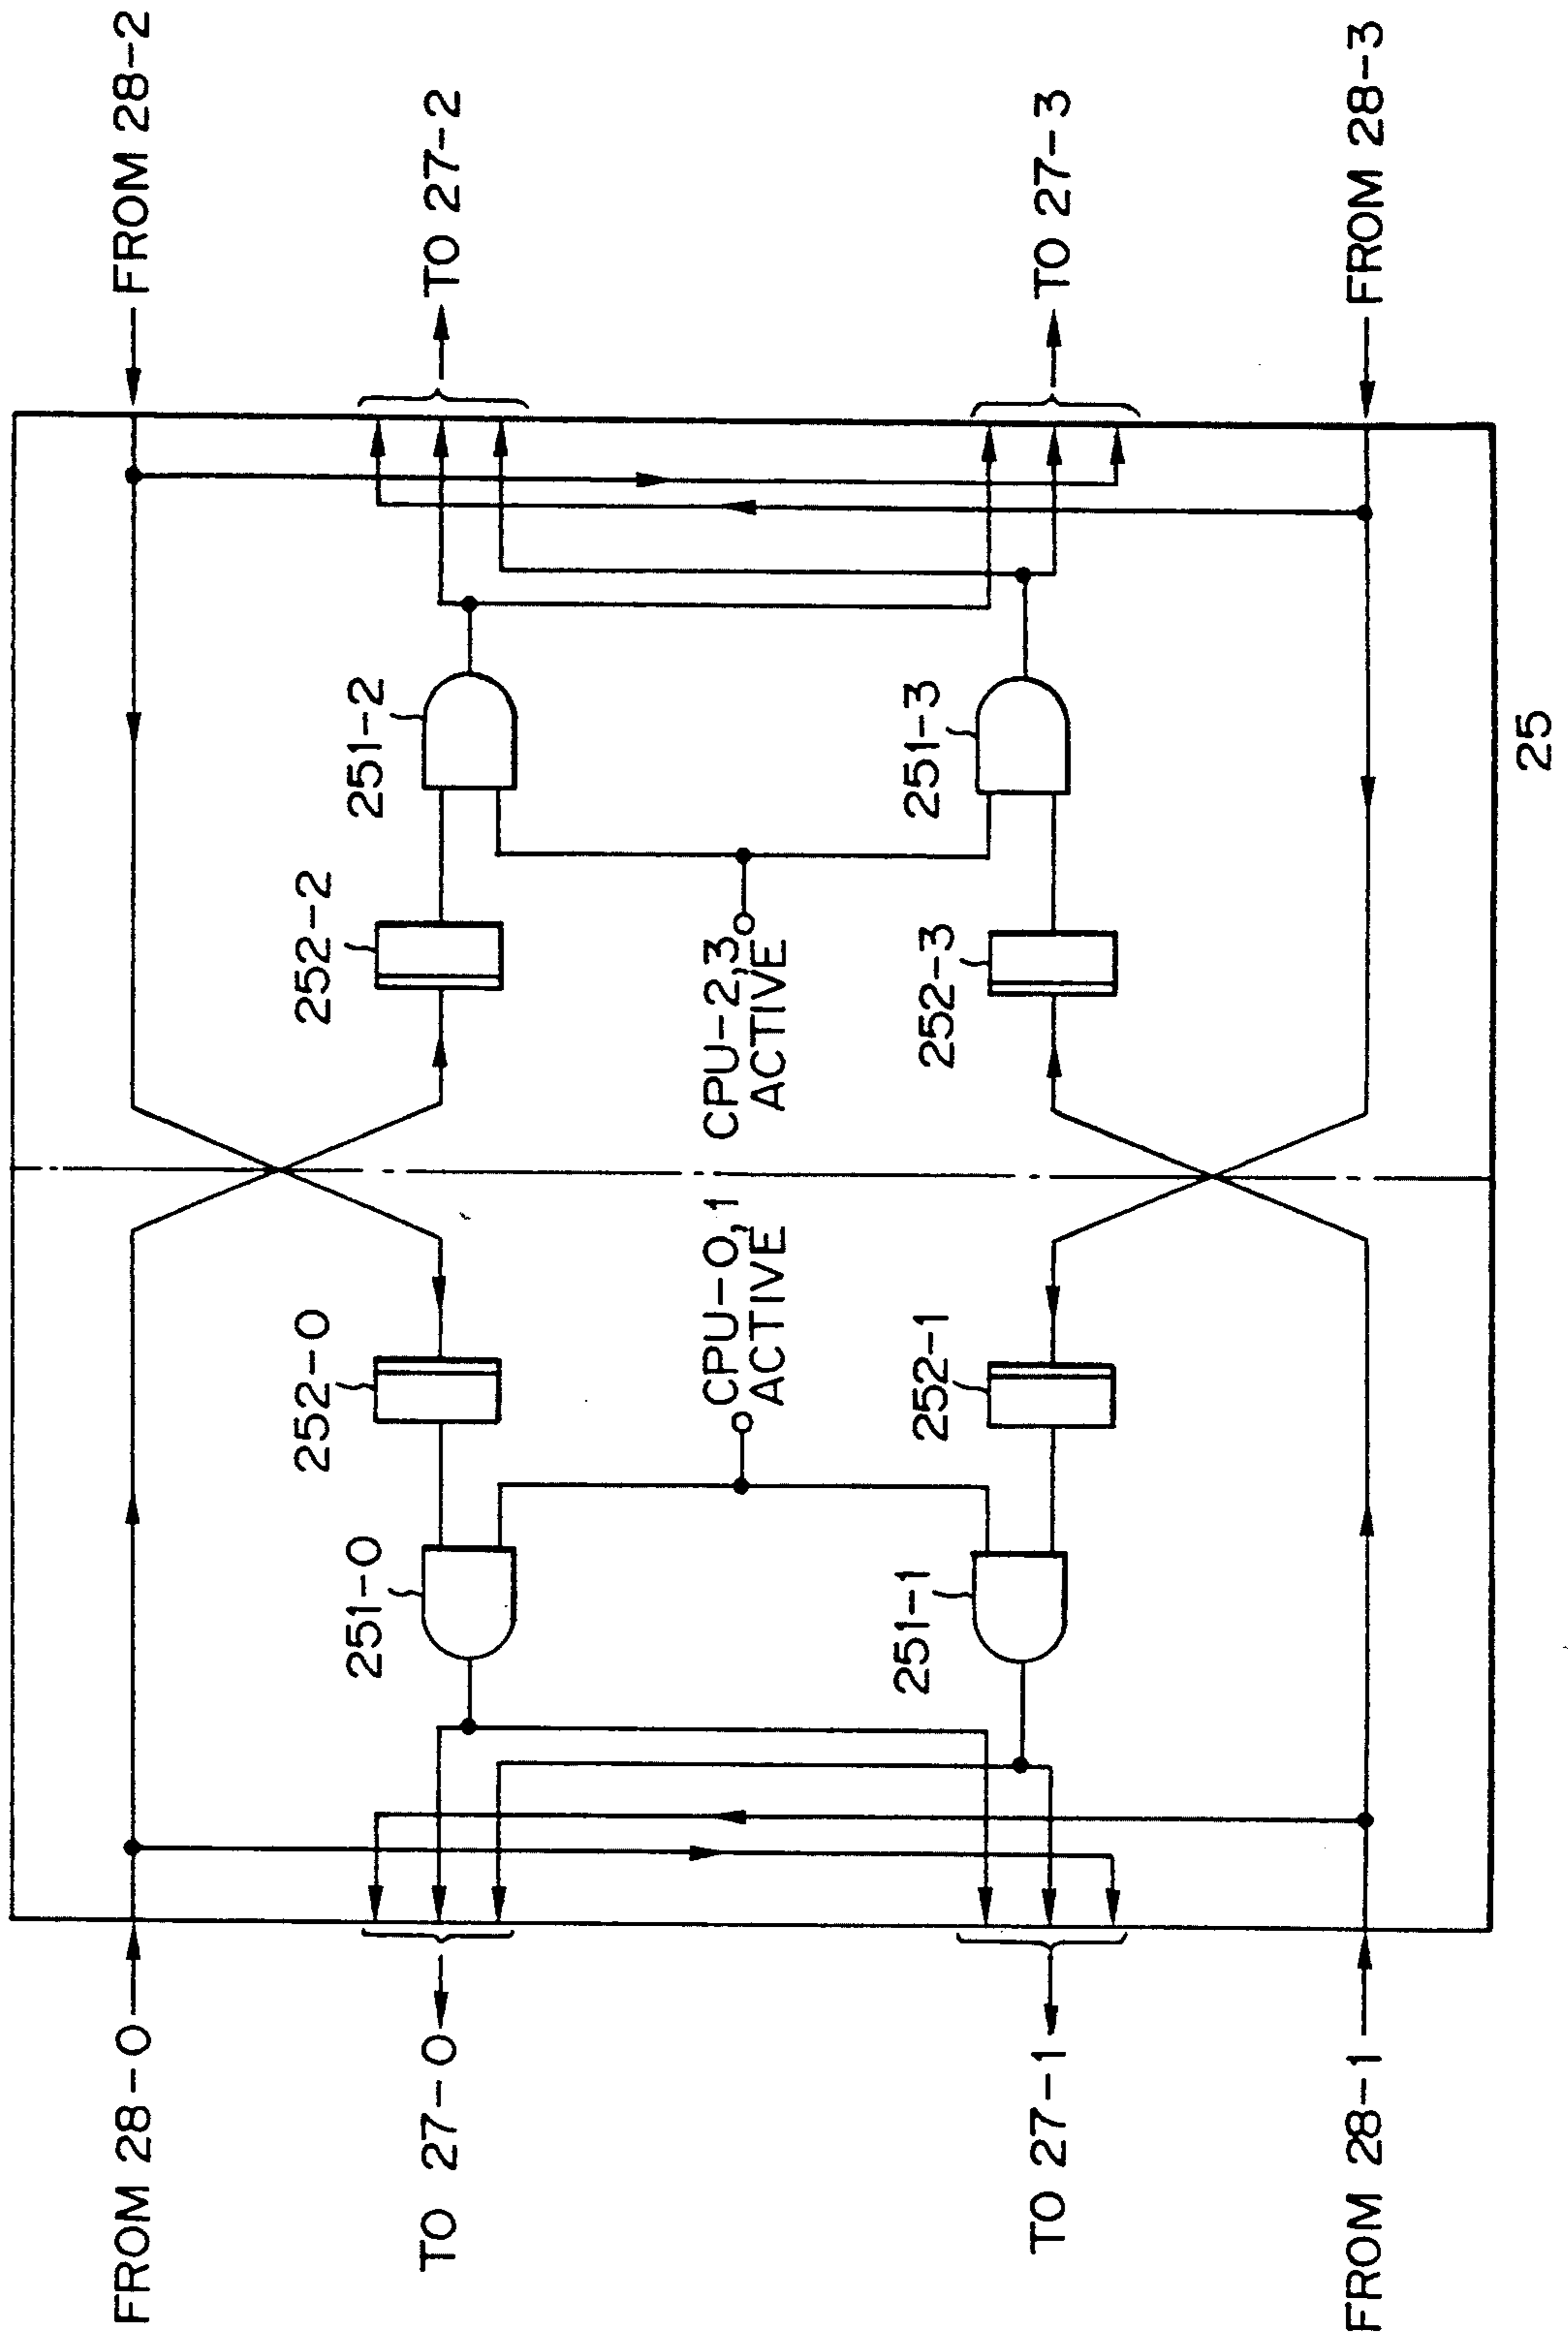 FROM 28-0
FROM 28-2
TO 27-0
TO 27-2
252-0
252-2
251-0
251-2
CPU-0,1
ACTIVE
CPU-2,3
ACTIVE
251-1
252-1
252-3
251-3
TO 27-1
TO 27-3
FROM 28-1
FROM 28-3
25